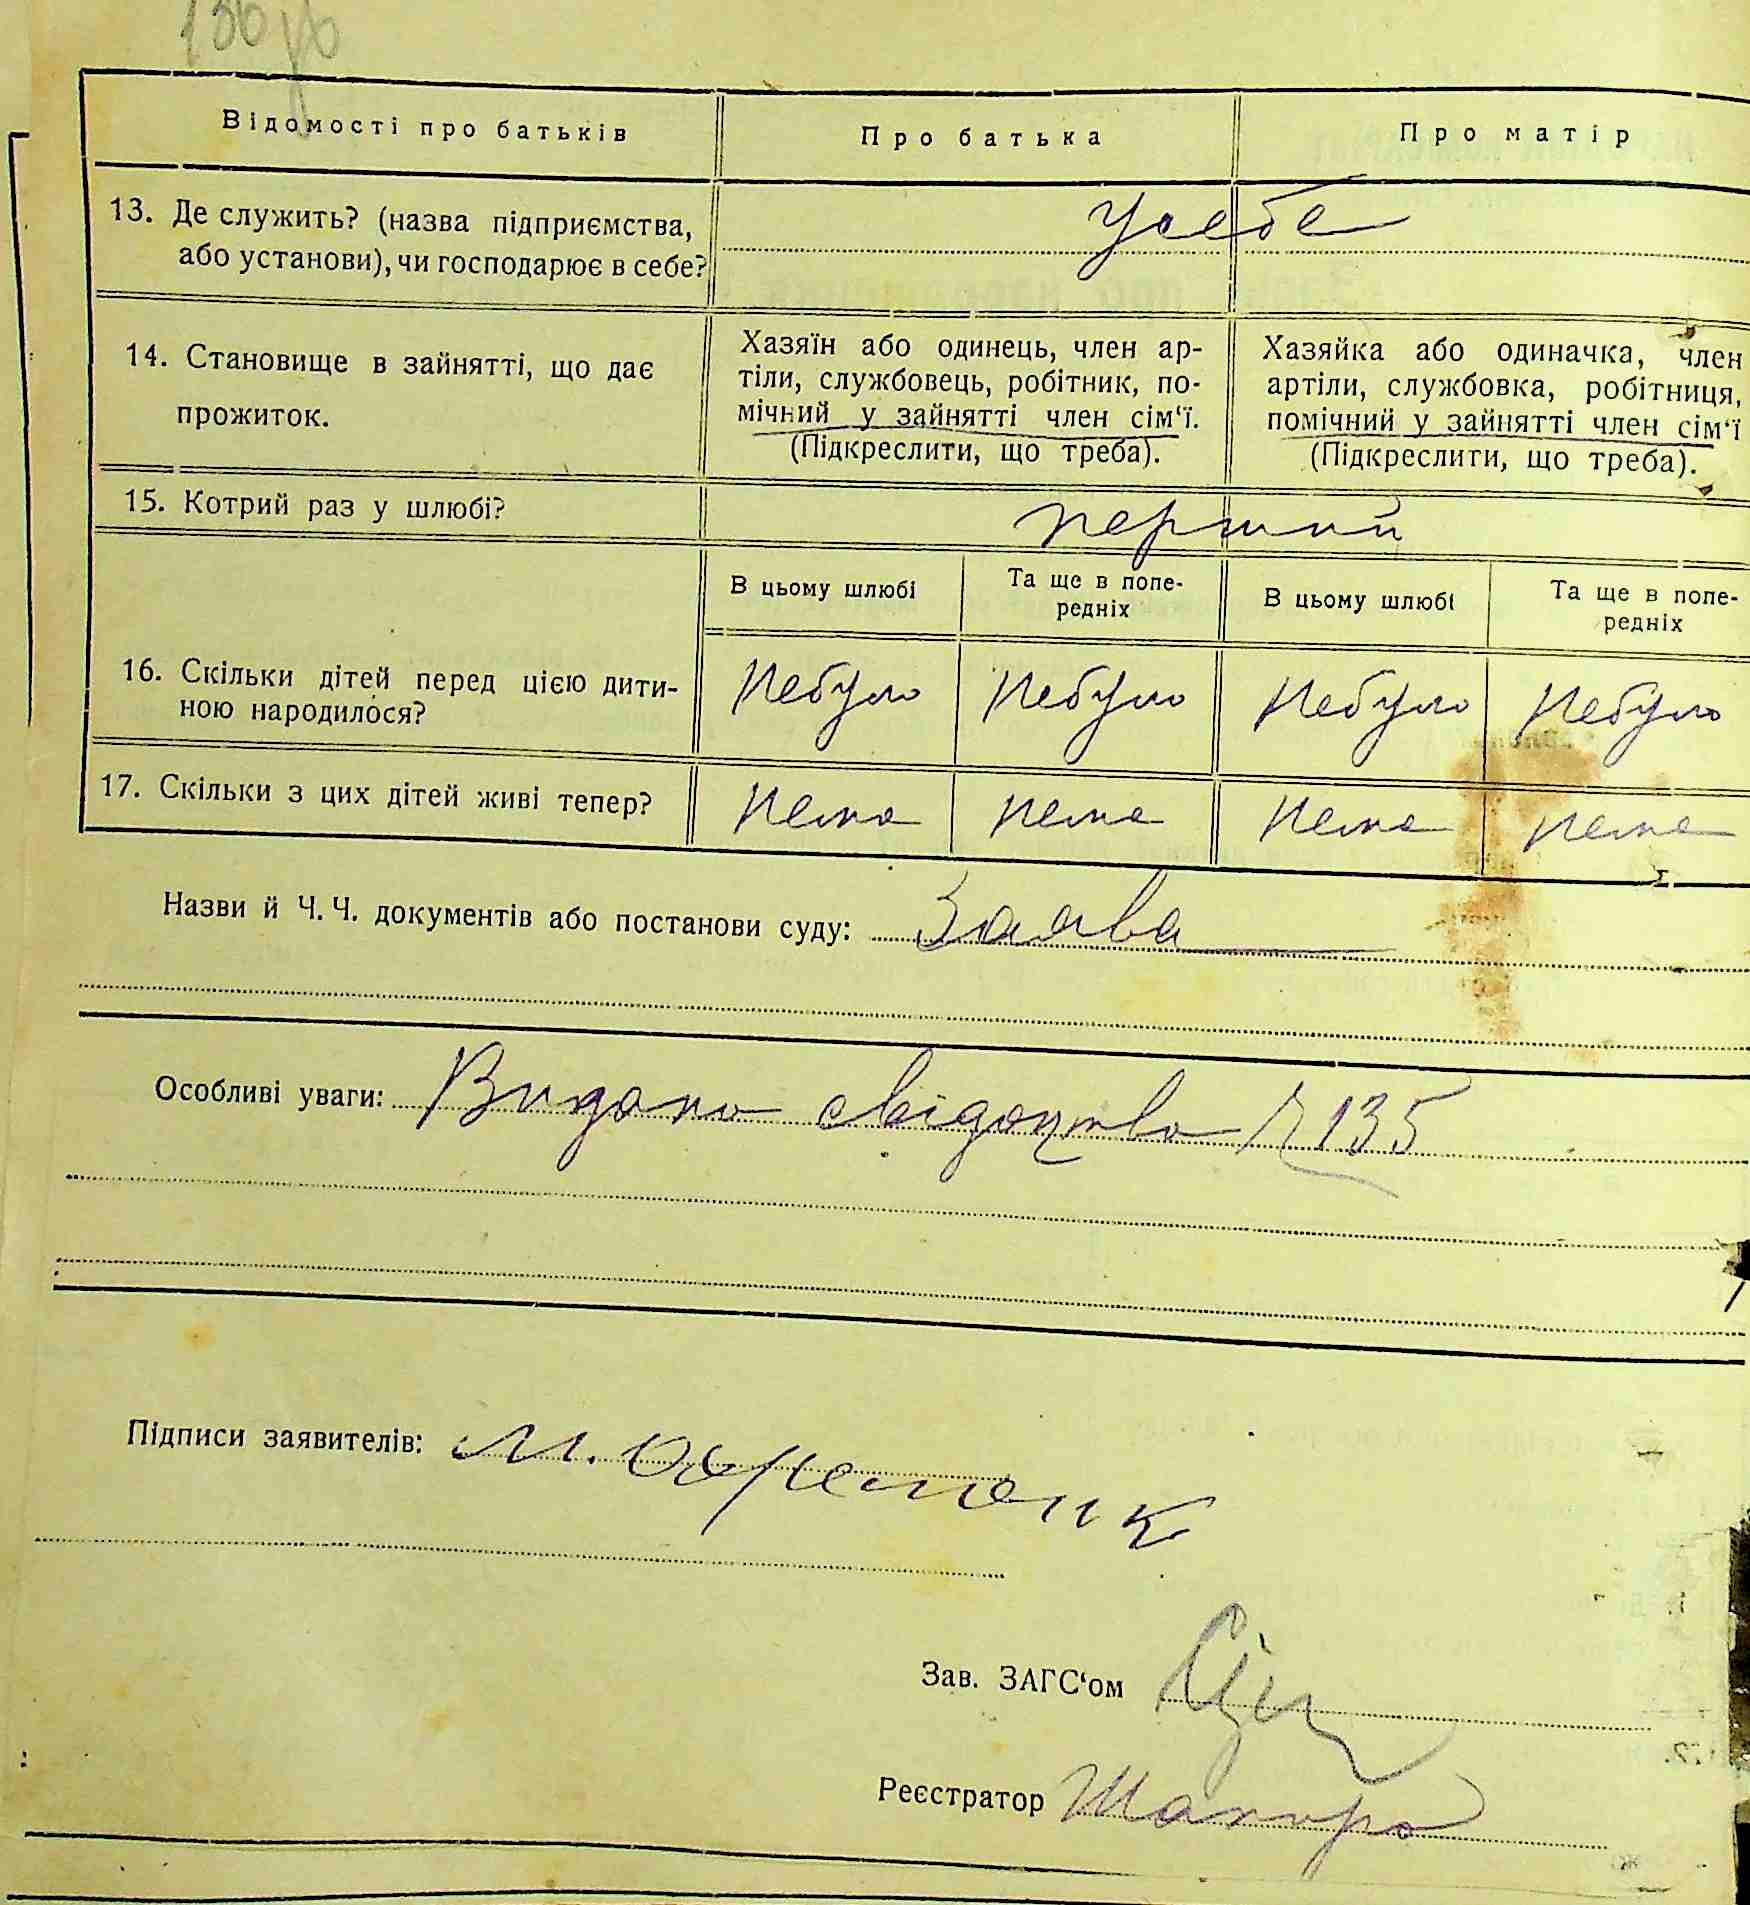 Відомості про батьків
Про батька
Про матір
13. Де служить? (назва підприємства,
або установи), чи господарює в себе?
Усебе
14. Становище в зайнятті, що дає
прожиток.
Хазяїн або одинець, член ар-
тіли, службовець, робітник, по-
мічний у зайнятті член сім‘ї.
(Підкреслити, що треба).
Хазяйка або одиначка, член
артіли, службовка, робітниця,
помічний у зайнятті член сім‘ї
(Підкреслити, що треба).
15. Котрий раз у шлюбі?
перший
В цьому шлюбі
Та ще в попе-
редніх
В цьому шлюбі
Та ще в попе-
редніх
16. Скільки дітей перед цією дити-
ною народилося?
Небуло
Небуло
Небуло
Небуло
17. Скільки з цих дітей живі тепер?
Нема
Нема
Нема
Нема
Назви й Ч. Ч. документів або постанови суду: Заява
Особливі уваги: Видано свідоцтво Ч 135
Підписи заявителів: М.
Зав. ЗАГС‘ом
Реєстратор Шапиро